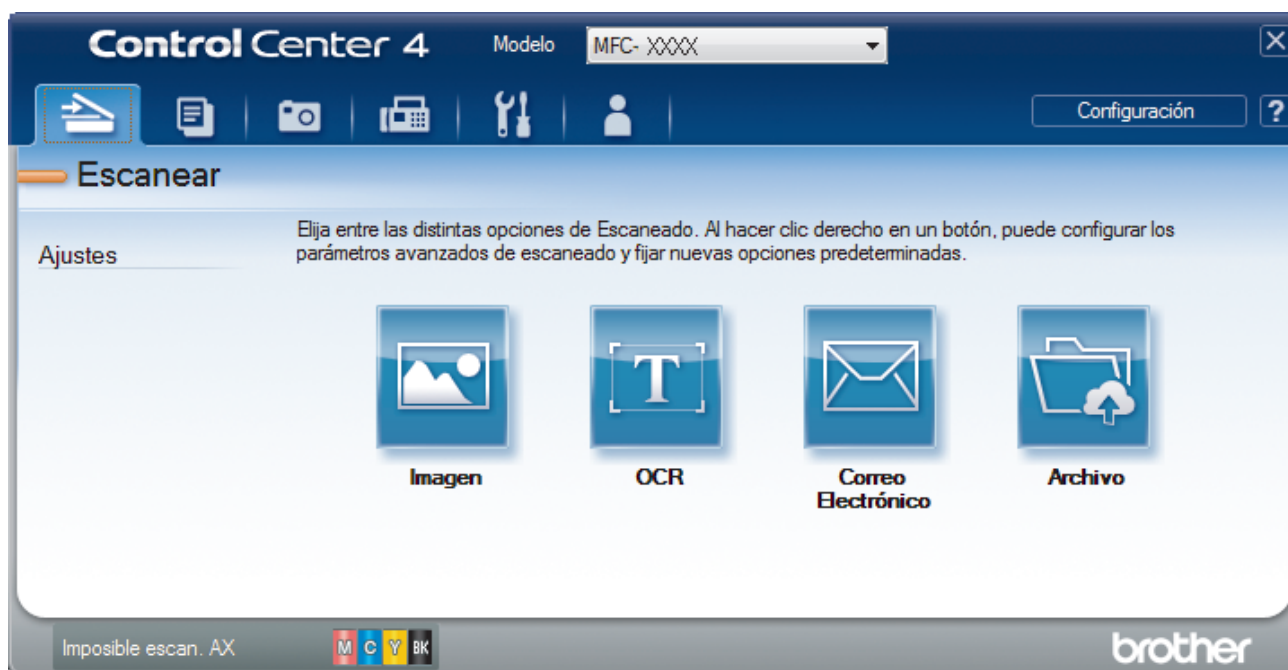 Control Center 4 Modelo MFC- XXXX X
Configuración ?
Escanear
Elija entre las distintas opciones de Escaneado. Al hacer clic derecho en un botón, puede configurar los
parámetros avanzados de escaneado y fijar nuevas opciones predeterminadas.
Ajustes
T
Imagen OCR Correo Electrónico Archivo
Imposible escan. AX M C Y BK brother